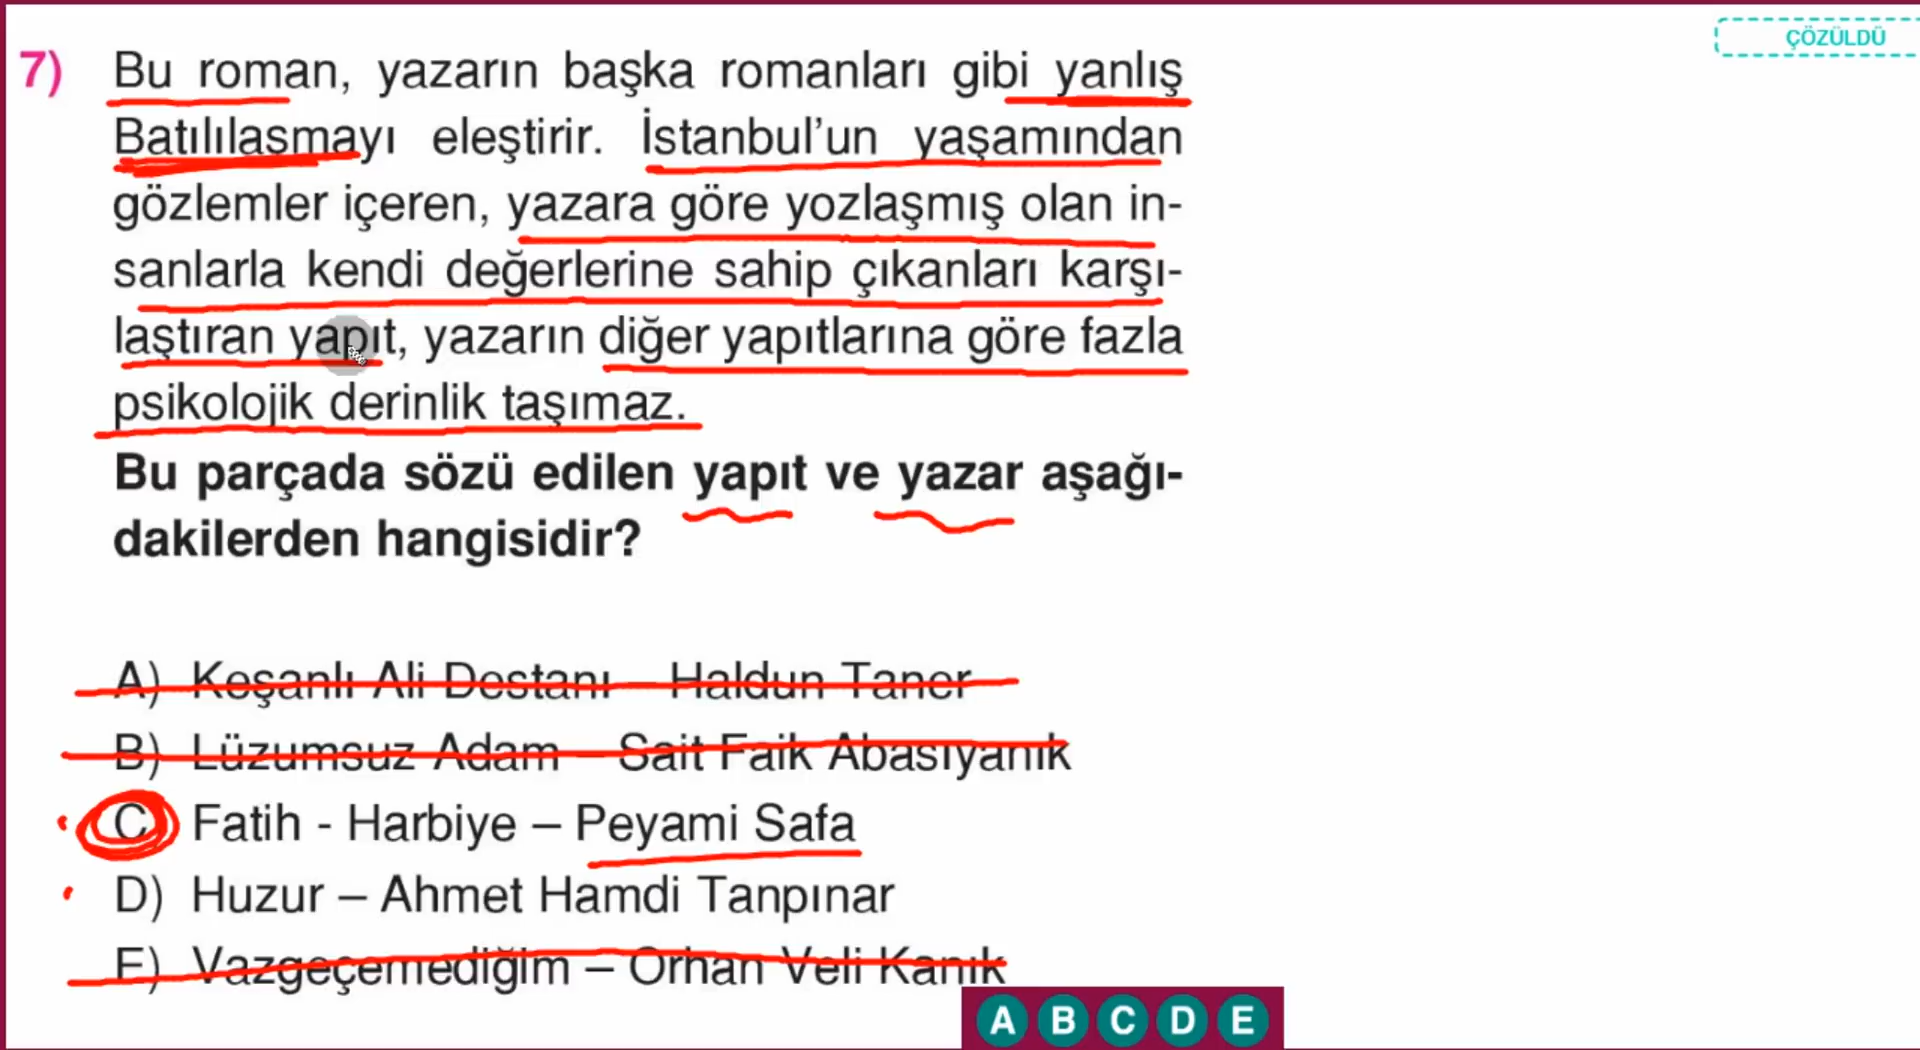 ÇÖZÜLDÜ
7) Bu roman, yazarın başka romanları gibi yanlış
Batılılaşmayı eleştirir. İstanbul’un yaşamından
gözlemler içeren, yazara göre yozlaşmış olan in-
sanlarla kendi değerlerine sahip çıkanları karşı-
laştıran yapıt, yazarın diğer yapıtlarına göre fazla
psikolojik derinlik taşımaz.
Bu parçada sözü edilen yapıt ve yazar aşağı-
dakilerden hangisidir?
A) Keşanlı Ali Destanı – Haldun Taner
B) Lüzumsuz Adam – Sait Faik Abasıyanık
C) Fatih - Harbiye – Peyami Safa
D) Huzur – Ahmet Hamdi Tanpınar
E) Vazgeçemediğim – Orhan Veli Kanık
A B C D E